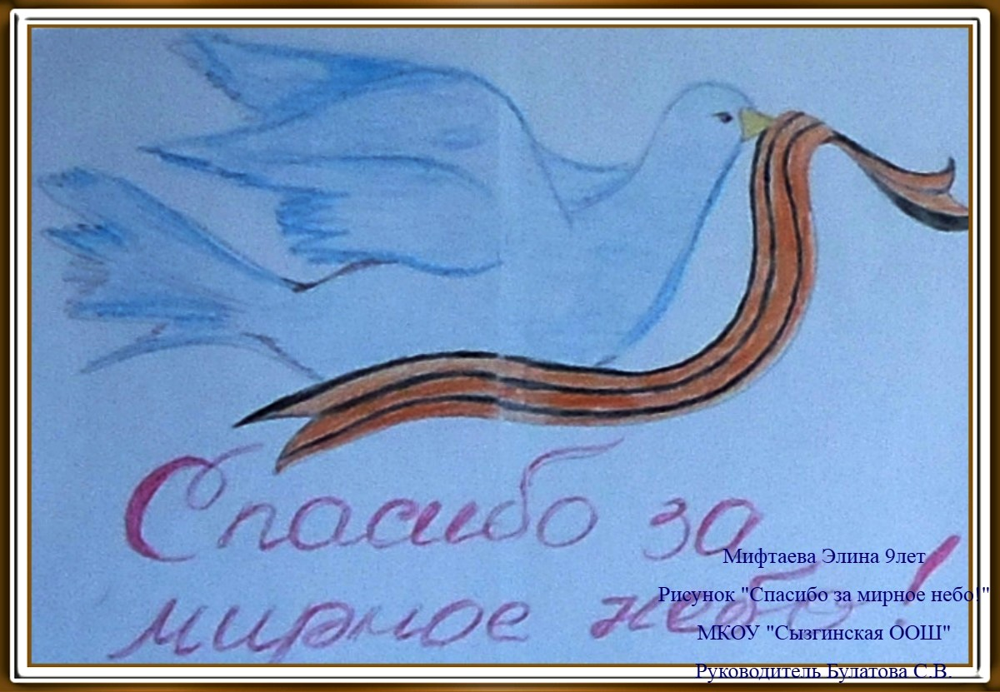 Спасибо за
мирное небо!
Мифтаева Элина 9лет
Рисунок "Спасибо за мирное небо!"
МКОУ "Сызгинская ООШ"
Руководитель Булатова С.В.